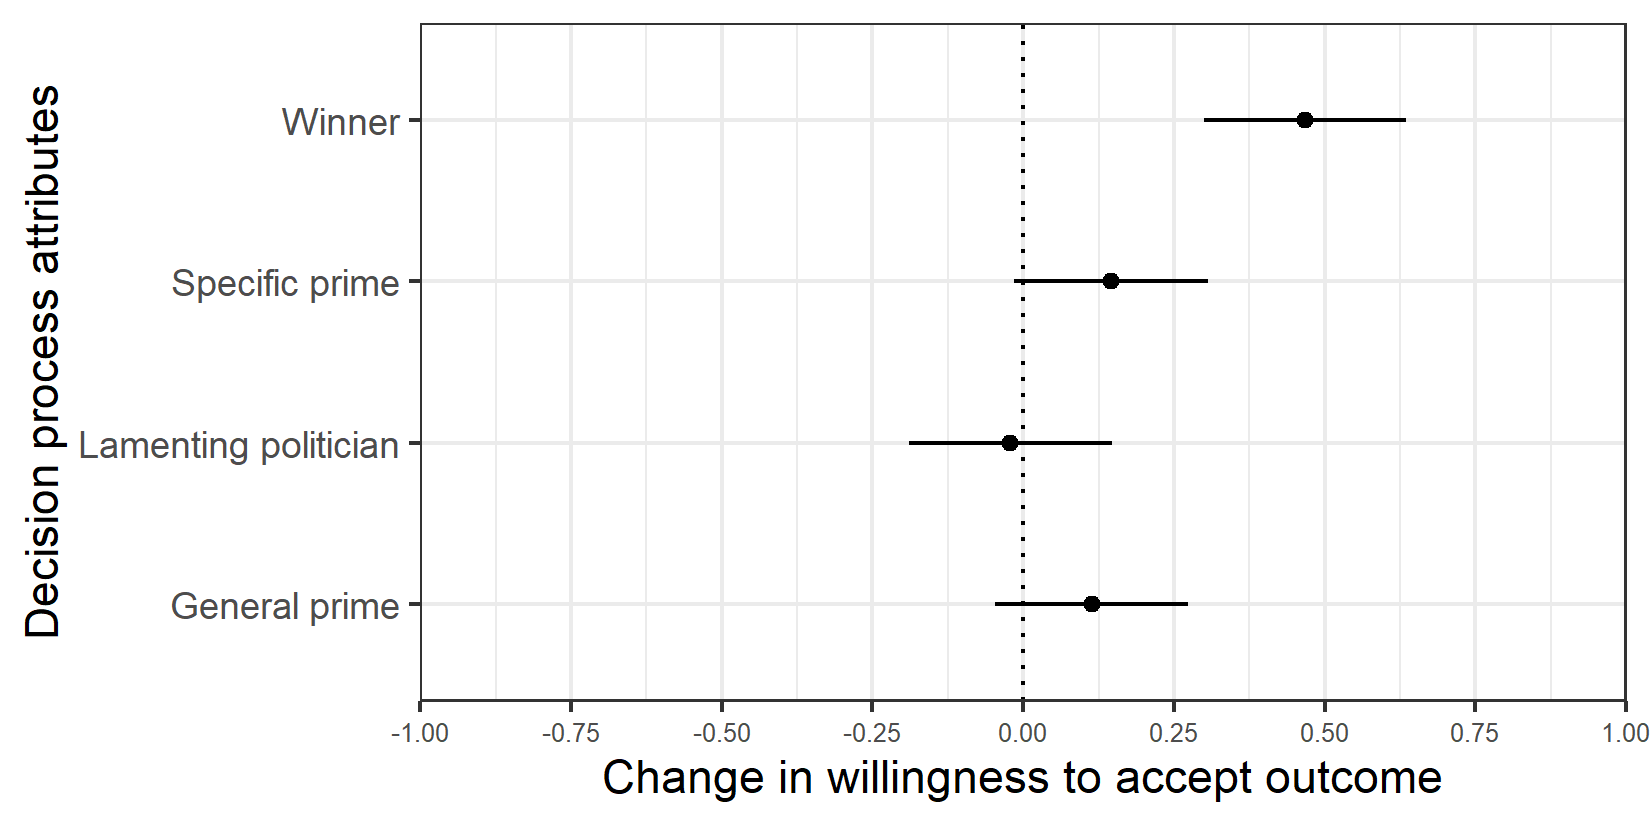 Decision process attributes
Winner
Specific prime
Lamenting politician
General prime
-1.00 -0.75 -0.50 -0.25 0.00 0.25 0.50 0.75 1.00
Change in willingness to accept outcome